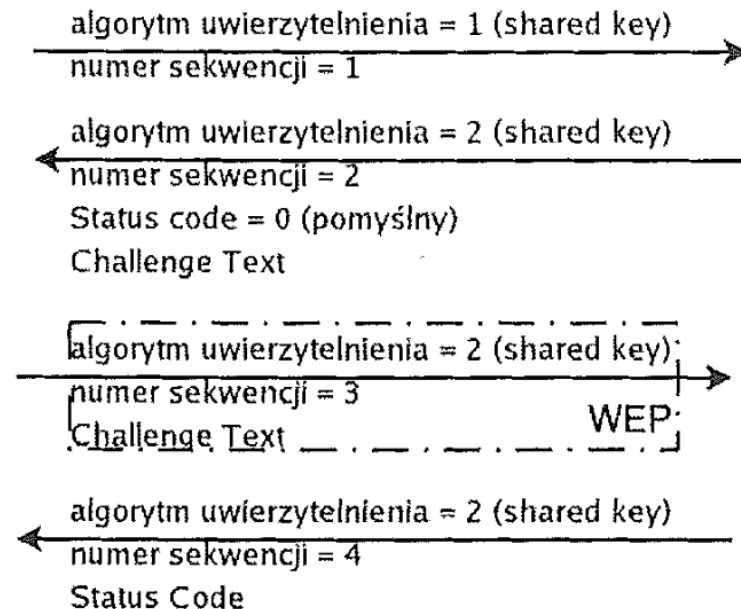 algorytm uwierzytelnienia = 1 (shared key)
numer sekwencji = 1
algorytm uwierzytelnienia = 2 (shared key)
numer sekwencji = 2
Status code = 0 (pomyślny)
Challenge Text
algorytm uwierzytelnienia = 2 (shared key)
numer sekwencji = 3
WEP
Challenge Text
algorytm uwierzytelnienia = 2 (shared key)
numer sekwencji = 4
Status Code